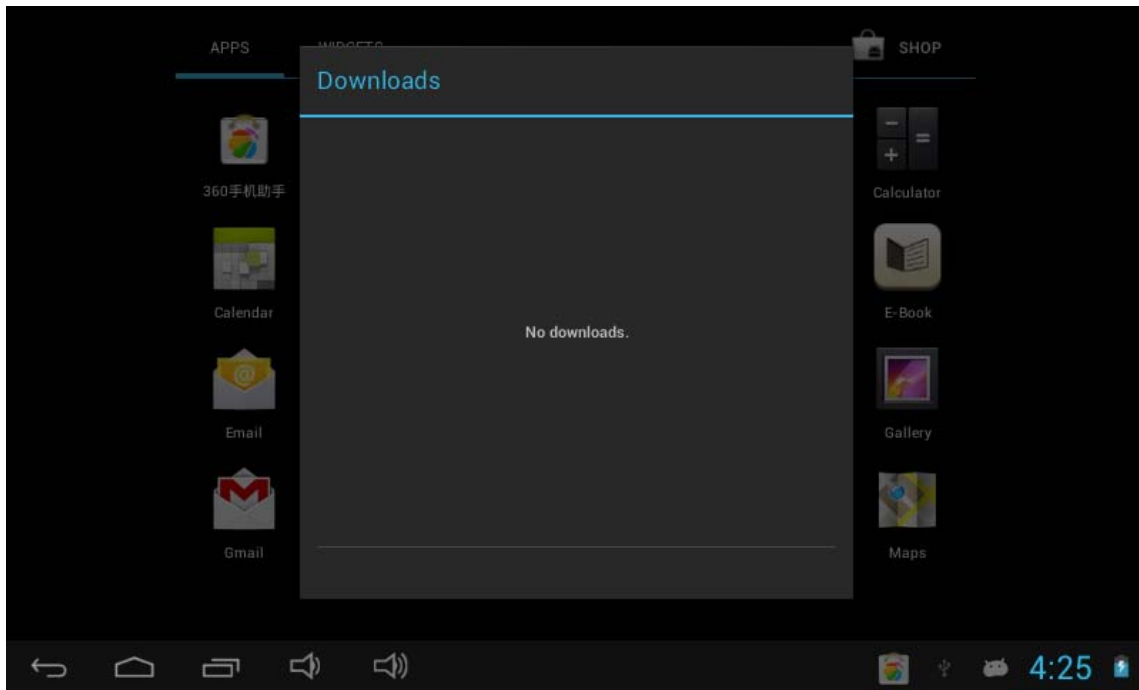 APPS
WIDGETS
SHOP
Downloads
360手机助手
Calculator
Calendar
No downloads.
E-Book
Email
Gallery
Gmail
Maps
4:25